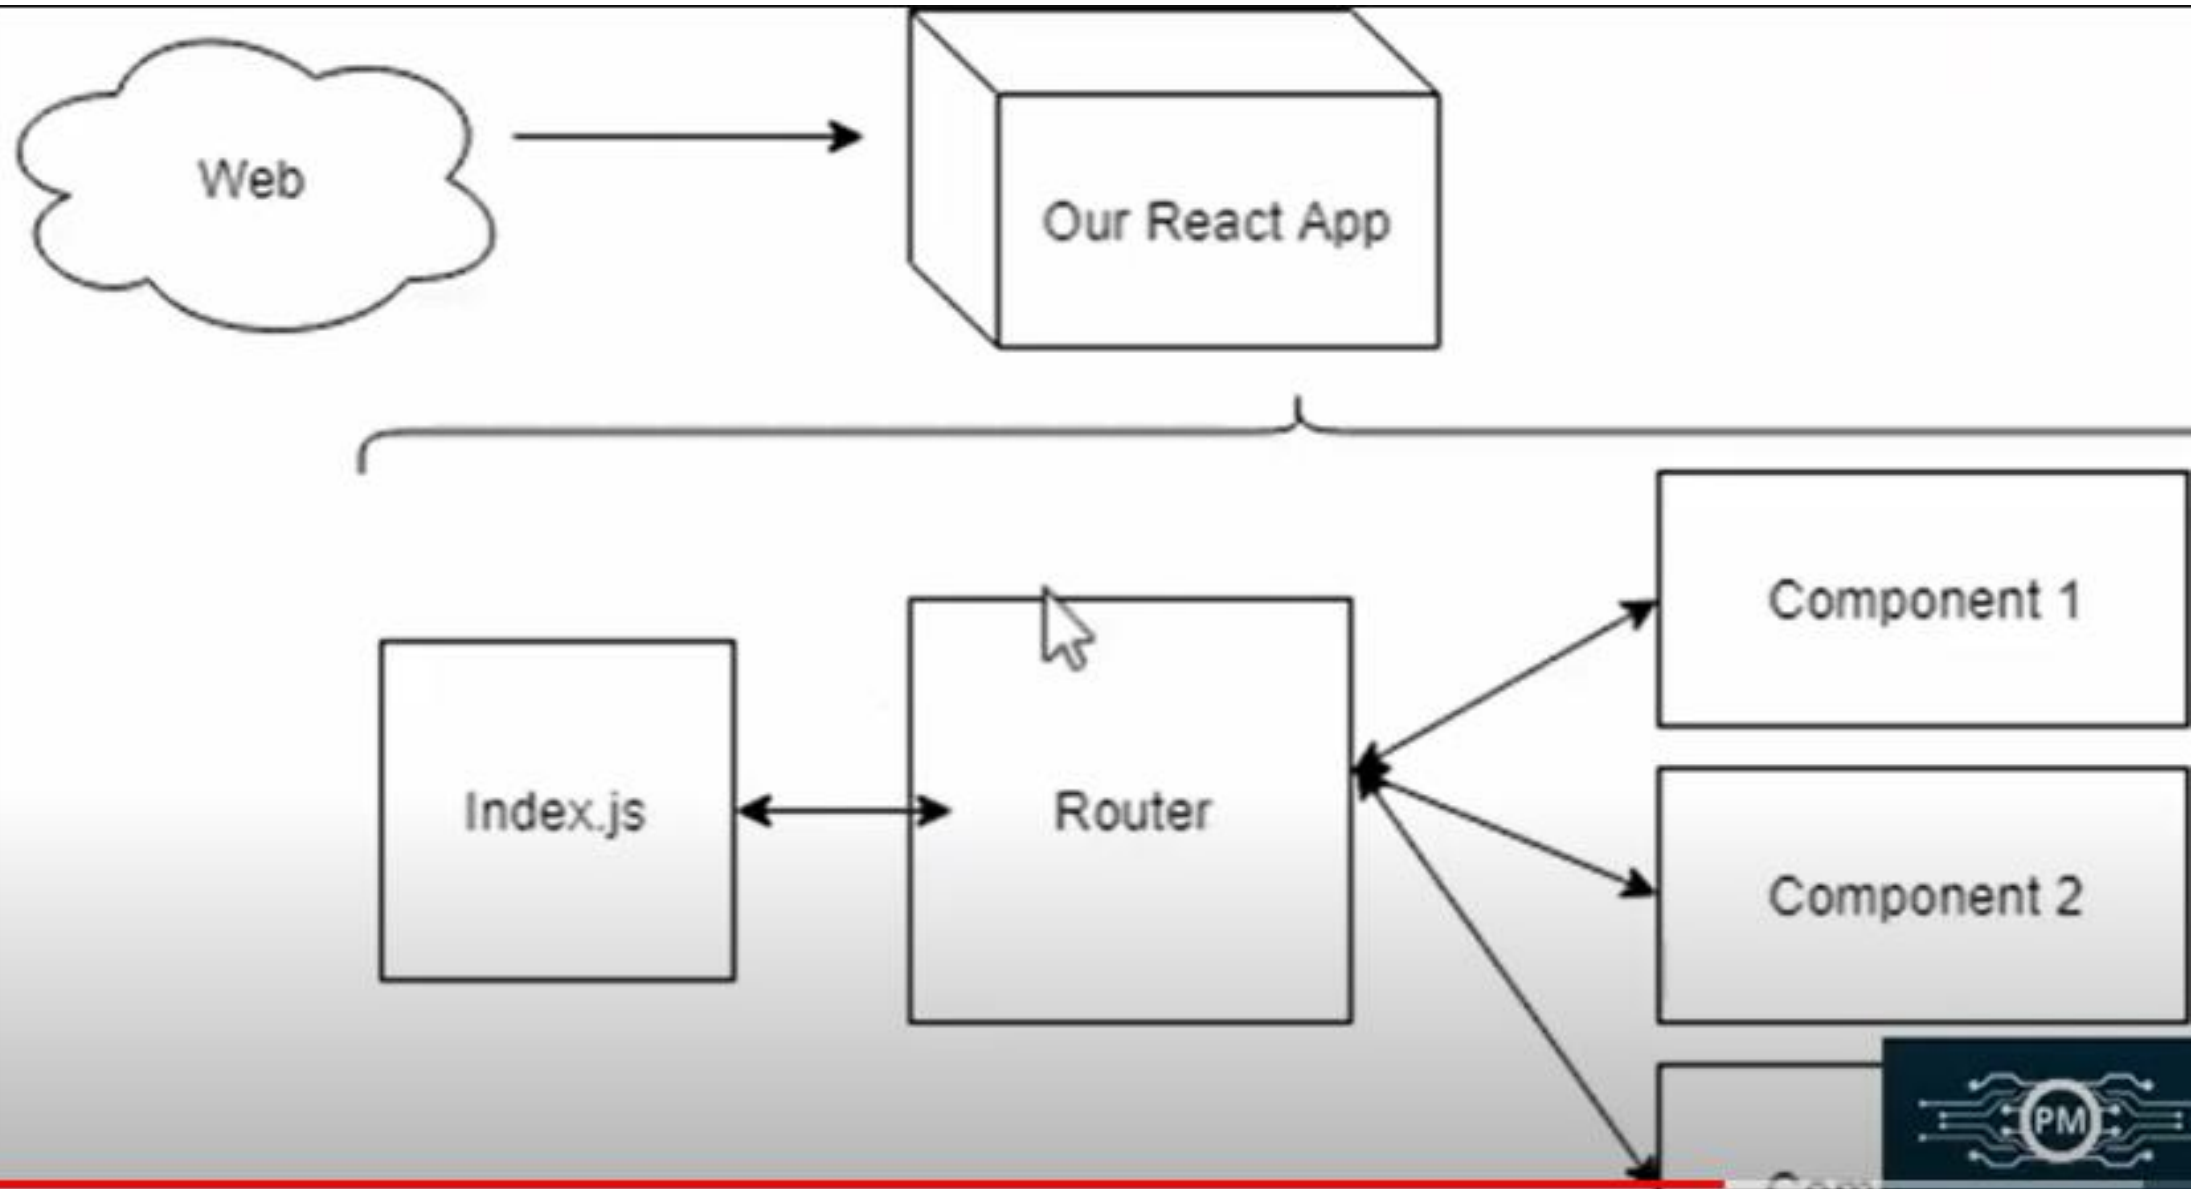 Web
Our React App
Component 1
Index.js
Router
Component 2
PM